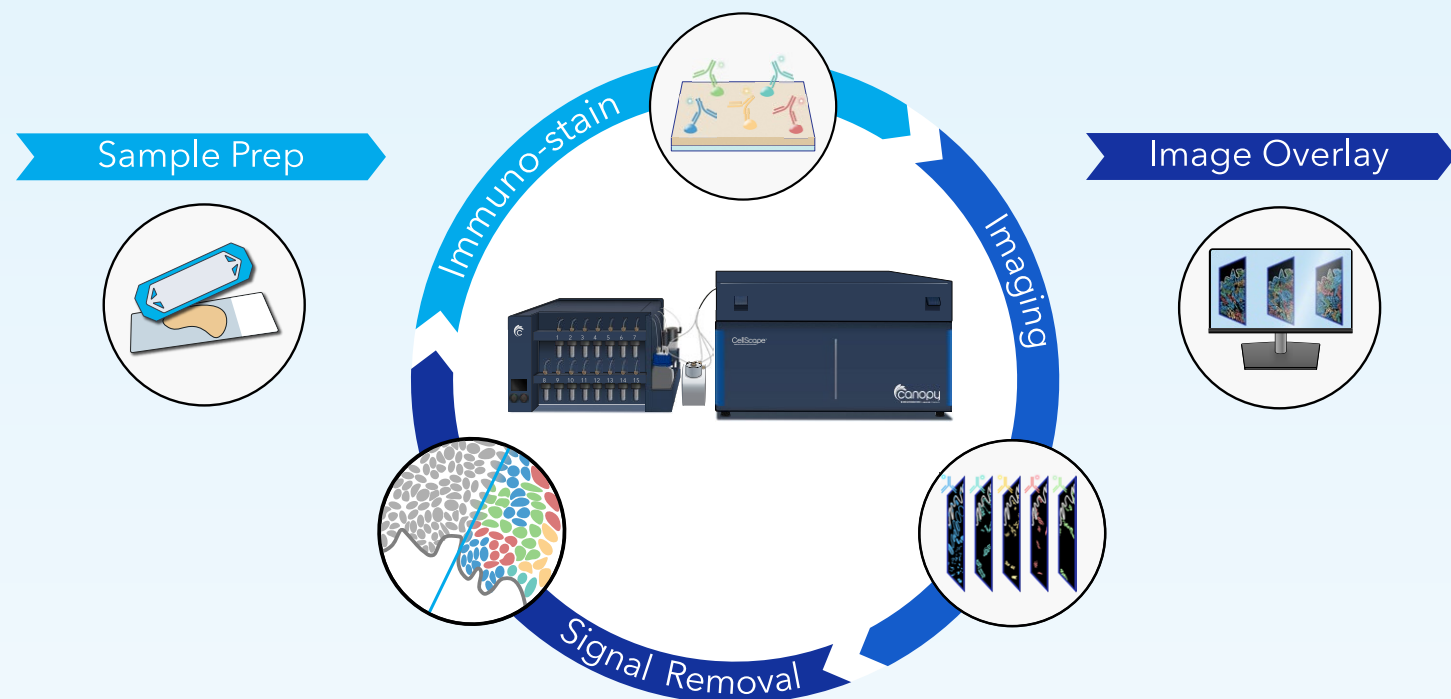 Sample Prep
Immuno-stain
Imaging
Signal Removal
Image Overlay
1 2 3 4 5 6 7
8 9 10 11 12 13 14 15
CellScape
canopy